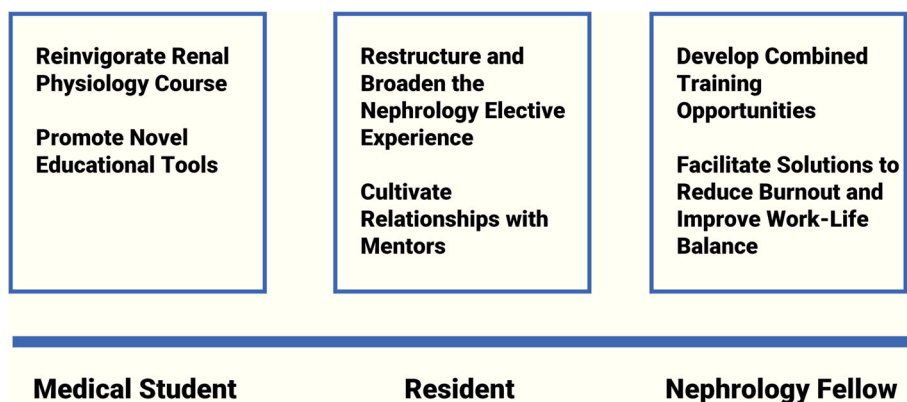 Reinvigorate Renal
Physiology Course
Promote Novel
Educational Tools
Restructure and
Broaden the
Nephrology Elective
Experience
Cultivate
Relationships with
Mentors
Develop Combined
Training
Opportunities
Facilitate Solutions to
Reduce Burnout and
Improve Work-Life
Balance
Medical Student
Resident
Nephrology Fellow